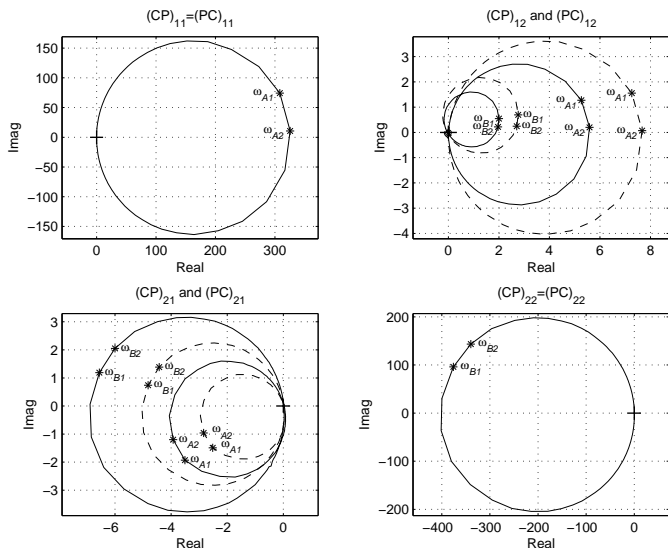 (CP)11=(PC)11
150
100
50
0
−50
−100
−150
0 100 200 300
Imag
Real
ωA1
ωA2
(CP)12 and (PC)12
3
2
1
0
−1
−2
−3
−4
0 2 4 6 8
Imag
Real
ωB1
ωB2
ωB1
ωB2
ωA1
ωA2
ωA1
ωA2
(CP)21 and (PC)21
3
2
1
0
−1
−2
−3
−6 −4 −2 0
Imag
Real
ωB2
ωB1
ωB2
ωB1
ωA2
ωA1
ωA2
ωA1
(CP)22=(PC)22
200
100
0
−100
−200
−400 −300 −200 −100 0
Imag
Real
ωB2
ωB1